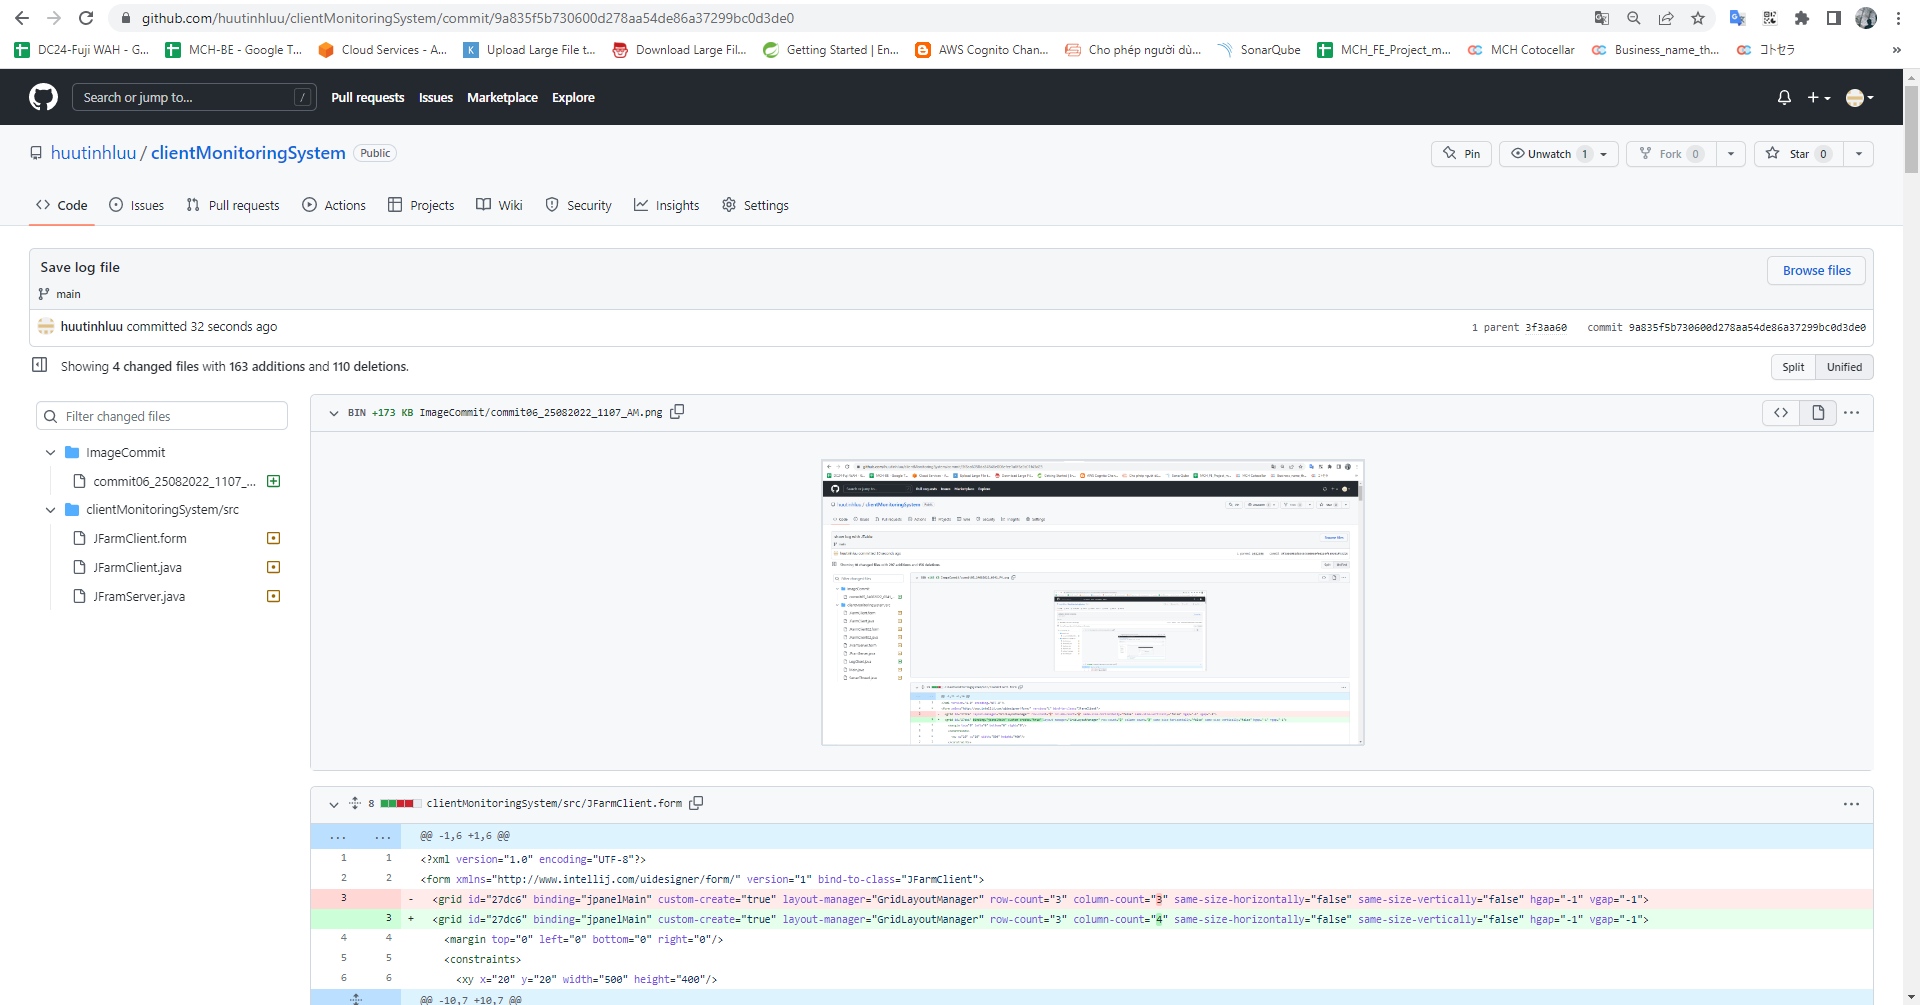 github.com/huutinhluu/clientMonitoringSystem/commit/9a835f5b730600d278aa54de86a37299bc0d3de0
DC24-Fuji WAH - G... MCH-BE - Google T... Cloud Services - A... Upload Large File t... Download Large Fil... Getting Started | En... AWS Cognito Chan... Cho phép người dù... SonarQube MCH_FE_Project_m... MCH Cotocellar Business_name_th... コトセラ »
Search or jump to... / Pull requests Issues Marketplace Explore
huutinhluu / clientMonitoringSystem Public Pin Unwatch 1 Fork 0 Star 0
Code Issues Pull requests Actions Projects Wiki Security Insights Settings
Save log file
Browse files
main
huutinhluu committed 32 seconds ago 1 parent 3f3aa60 commit 9a835f5b730600d278aa54de86a37299bc0d3de0
Showing 4 changed files with 163 additions and 110 deletions. Split Unified
Filter changed files
ImageCommit
commit06_25082022_1107_...
clientMonitoringSystem/src
JFarmClient.form
JFarmClient.java
JFramServer.java
BIN +173 KB ImageCommit/commit06_25082022_1107_AM.png
8 clientMonitoringSystem/src/JFarmClient.form
... ... @@ -1,6 +1,6 @@
1 1 <?xml version="1.0" encoding="UTF-8"?>
2 2 <form xmlns="http://www.intellij.com/uidesigner/form/" version="1" bind-to-class="JFarmClient">
3 - <grid id="27dc6" binding="jpanelMain" custom-create="true" layout-manager="GridLayoutManager" row-count="3" column-count="3" same-size-horizontally="false" same-size-vertically="false" hgap="-1" vgap="-1">
3 + <grid id="27dc6" binding="jpanelMain" custom-create="true" layout-manager="GridLayoutManager" row-count="3" column-count="4" same-size-horizontally="false" same-size-vertically="false" hgap="-1" vgap="-1">
4 4 <margin top="0" left="0" bottom="0" right="0"/>
5 5 <constraints>
6 6 <xy x="20" y="20" width="500" height="400"/>
@@ -10,7 +10,7 @@